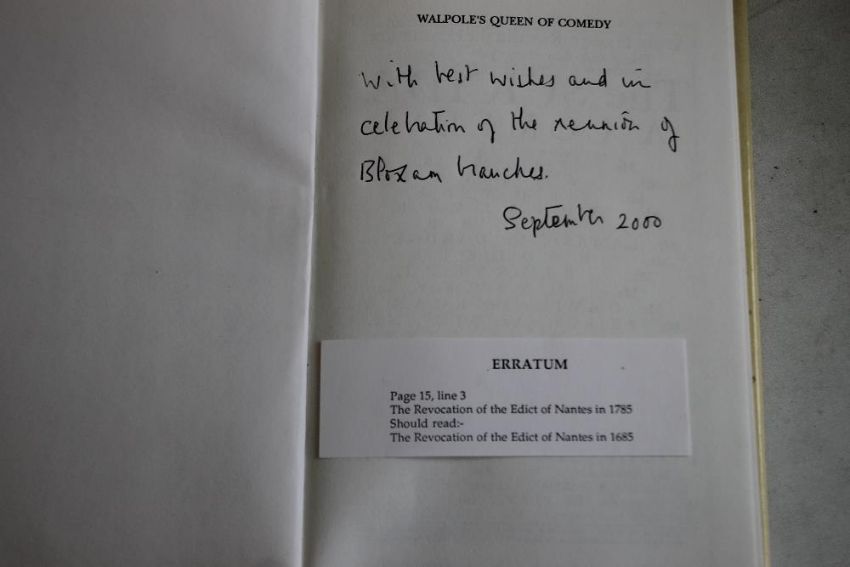 WALPOLE'S QUEEN OF COMEDY
With best wishes and in
celebration of the reunion of
Bloxam branches.
September 2000
ERRATUM
Page 15, line 3
The Revocation of the Edict of Nantes in 1785
Should read:-
The Revocation of the Edict of Nantes in 1685